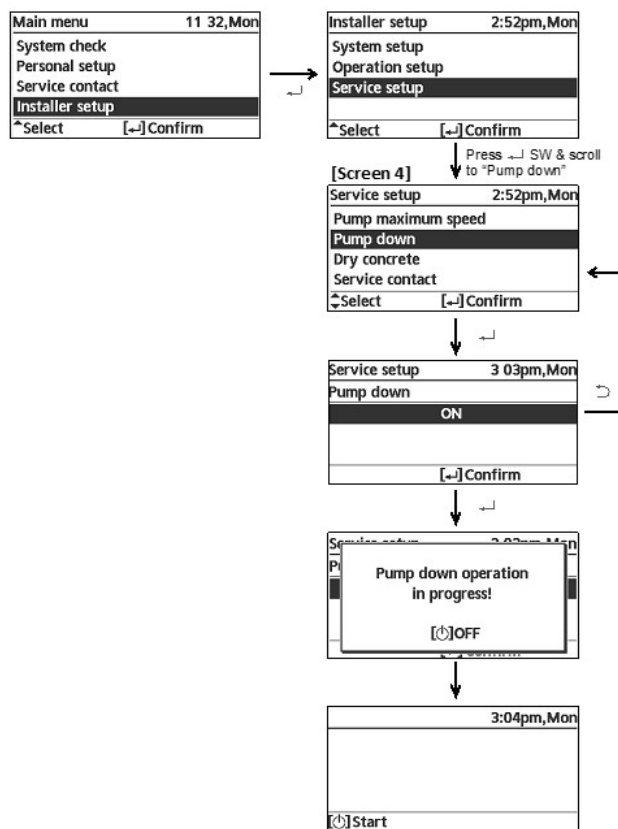 Main menu 11 32,Mon
System check
Personal setup
Service contact
Installer setup
Select [↵]Confirm
Installer setup 2:52pm,Mon
System setup
Operation setup
Service setup
Select [↵]Confirm
Press ↵ SW & scroll
to "Pump down"
[Screen 4]
Service setup 2:52pm,Mon
Pump maximum speed
Pump down
Dry concrete
Service contact
Select [↵]Confirm
Service setup 3 03pm,Mon
Pump down
ON
[↵]Confirm
Pump down operation
in progress!
[⏻]OFF
3:04pm,Mon
[⏻]Start